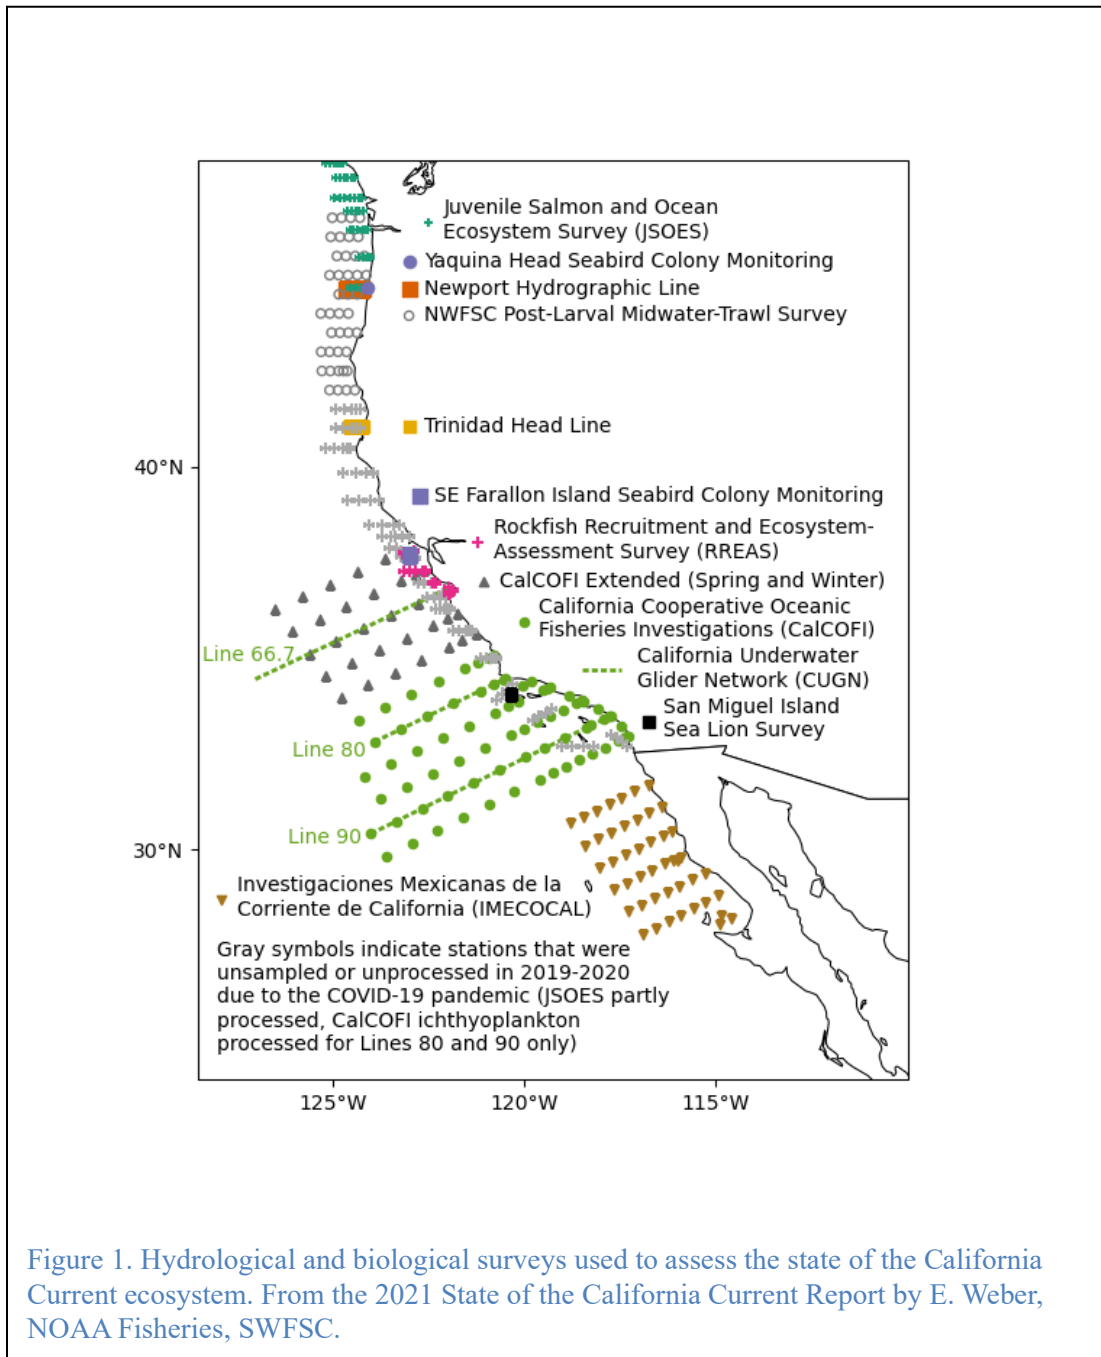 Juvenile Salmon and Ocean
Ecosystem Survey (JSOES)
Yaquina Head Seabird Colony Monitoring
Newport Hydrographic Line
NWFSC Post-Larval Midwater-Trawl Survey
Trinidad Head Line
40°N
SE Farallon Island Seabird Colony Monitoring
Rockfish Recruitment and Ecosystem-
Assessment Survey (RREAS)
CalCOFI Extended (Spring and Winter)
California Cooperative Oceanic
Fisheries Investigations (CalCOFI)
Line 66.7
California Underwater
Glider Network (CUGN)
San Miguel Island
Sea Lion Survey
Line 80
Line 90
30°N
Investigaciones Mexicanas de la
Corriente de California (IMECOCAL)
Gray symbols indicate stations that were
unsampled or unprocessed in 2019-2020
due to the COVID-19 pandemic (JSOES partly
processed, CalCOFI ichthyoplankton
processed for Lines 80 and 90 only)
125°W
120°W
115°W
Figure 1. Hydrological and biological surveys used to assess the state of the California
Current ecosystem. From the 2021 State of the California Current Report by E. Weber,
NOAA Fisheries, SWFSC.